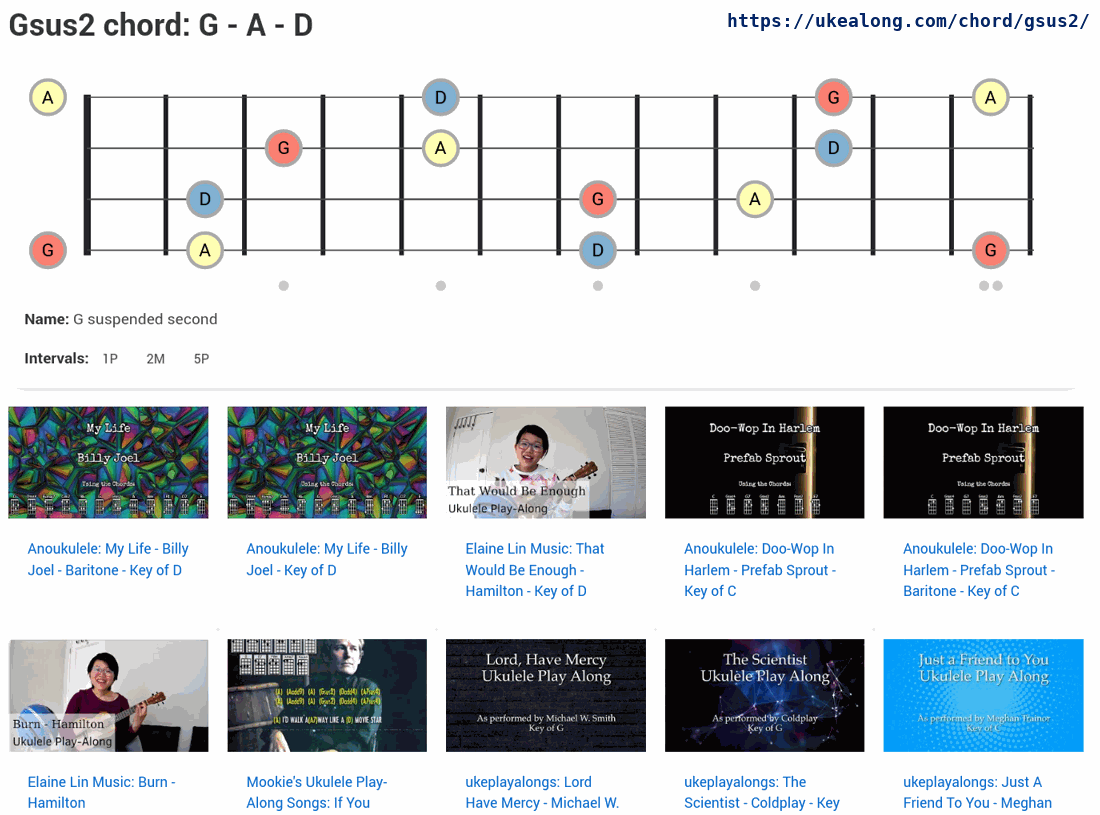 Gsus2 chord: G - A - D
https://ukealong.com/chord/gsus2/
A D G A
G A D
D G A
G A D G
Name: G suspended second
Intervals: 1P 2M 5P
My Life
Billy Joel
Using the Chords:
My Life
Billy Joel
Using the Chords:
That Would Be Enough
Ukulele Play-Along
Doo-Wop In Harlem
Prefab Sprout
Using the Chords:
Doo-Wop In Harlem
Prefab Sprout
Using the Chords:
Anoukulele: My Life - Billy
Joel - Baritone - Key of D
Anoukulele: My Life - Billy
Joel - Key of D
Elaine Lin Music: That
Would Be Enough -
Hamilton - Key of D
Anoukulele: Doo-Wop In
Harlem - Prefab Sprout -
Key of C
Anoukulele: Doo-Wop In
Harlem - Prefab Sprout -
Baritone - Key of C
Burn - Hamilton
Ukulele Play-Along
(A) I'D WALK A(A7)WAY LIKE A (D) MOVIE STAR
Lord, Have Mercy
Ukulele Play Along
As performed by Michael W. Smith
Key of G
The Scientist
Ukulele Play Along
As performed by Coldplay
Key of G
Just a Friend to You
Ukulele Play Along
As performed by Meghan Trainor
Key of C
Elaine Lin Music: Burn -
Hamilton
Mookie's Ukulele Play-
Along Songs: If You
ukeplayalongs: Lord
Have Mercy - Michael W.
ukeplayalongs: The
Scientist - Coldplay - Key
ukeplayalongs: Just A
Friend To You - Meghan